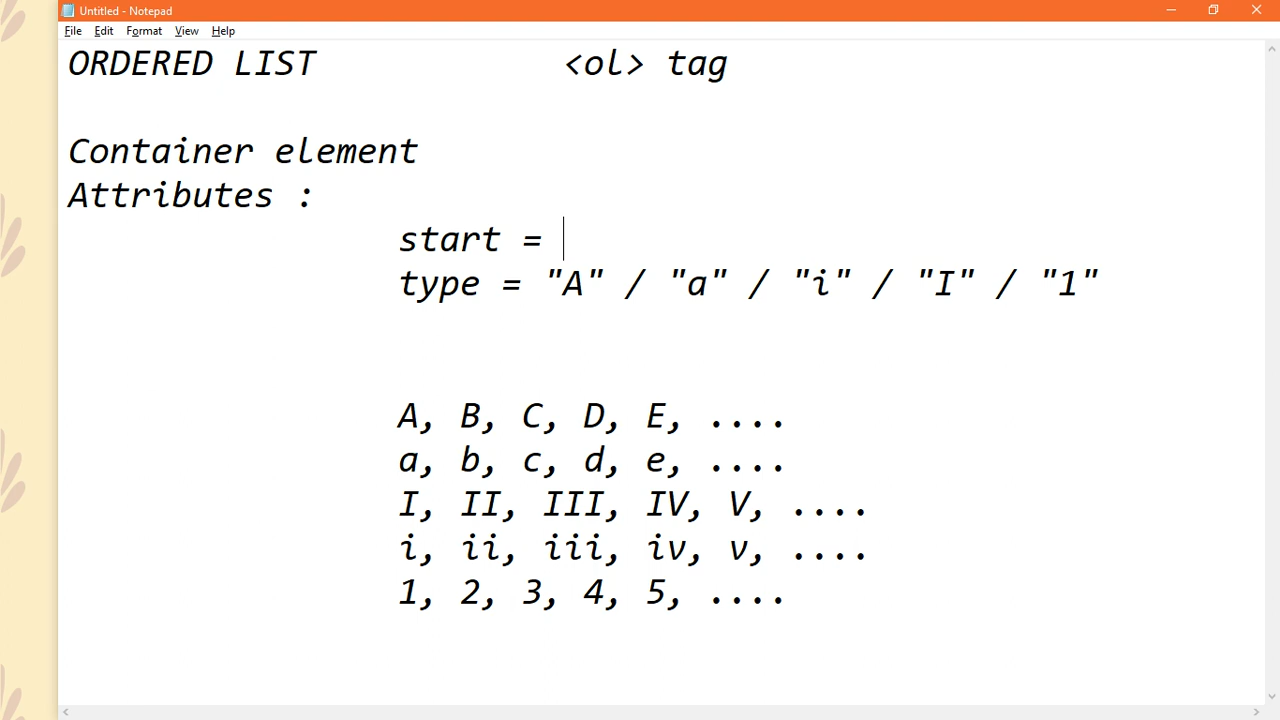 Untitled - Notepad
File Edit Format View Help
ORDERED LIST <ol> tag
Container element
Attributes :
start =
type = "A" / "a" / "i" / "I" / "1"
A, B, C, D, E, ....
a, b, c, d, e, ....
I, II, III, IV, V, ....
i, ii, iii, iv, v, ....
1, 2, 3, 4, 5, ....